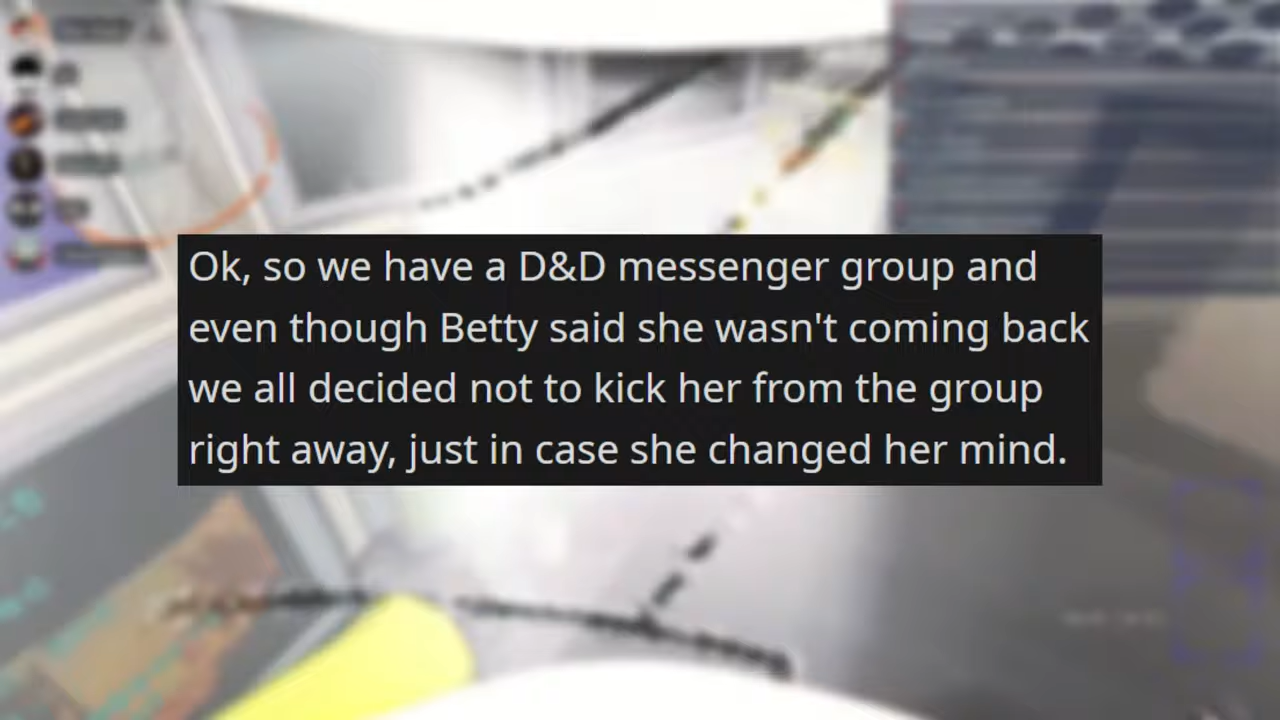 Ok, so we have a D&D messenger group and
even though Betty said she wasn't coming back
we all decided not to kick her from the group
right away, just in case she changed her mind.